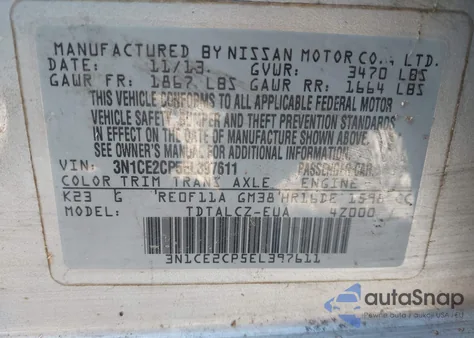 MANUFACTURED BY NISSAN MOTOR CO., LTD.
DATE: 11/13 GVWR: 3470 LBS
GAWR FR: 1867 LBS GAWR RR: 1664 LBS
THIS VEHICLE CONFORMS TO ALL APPLICABLE FEDERAL MOTOR
VEHICLE SAFETY, BUMPER AND THEFT PREVENTION STANDARDS
IN EFFECT ON THE DATE OF MANUFACTURE SHOWN ABOVE.
SEE OWNER'S MANUAL FOR ADDITIONAL INFORMATION.
VIN: 3N1CE2CP5EL397611 PASSENGER CAR
COLOR TRIM TRANS AXLE ENGINE
K23 G RE0F11A GM38 HR16DE 1598 CC
MODEL: TDTALCZ-EUA 4Z000
3N1CE2CP5EL397611
autoSnap